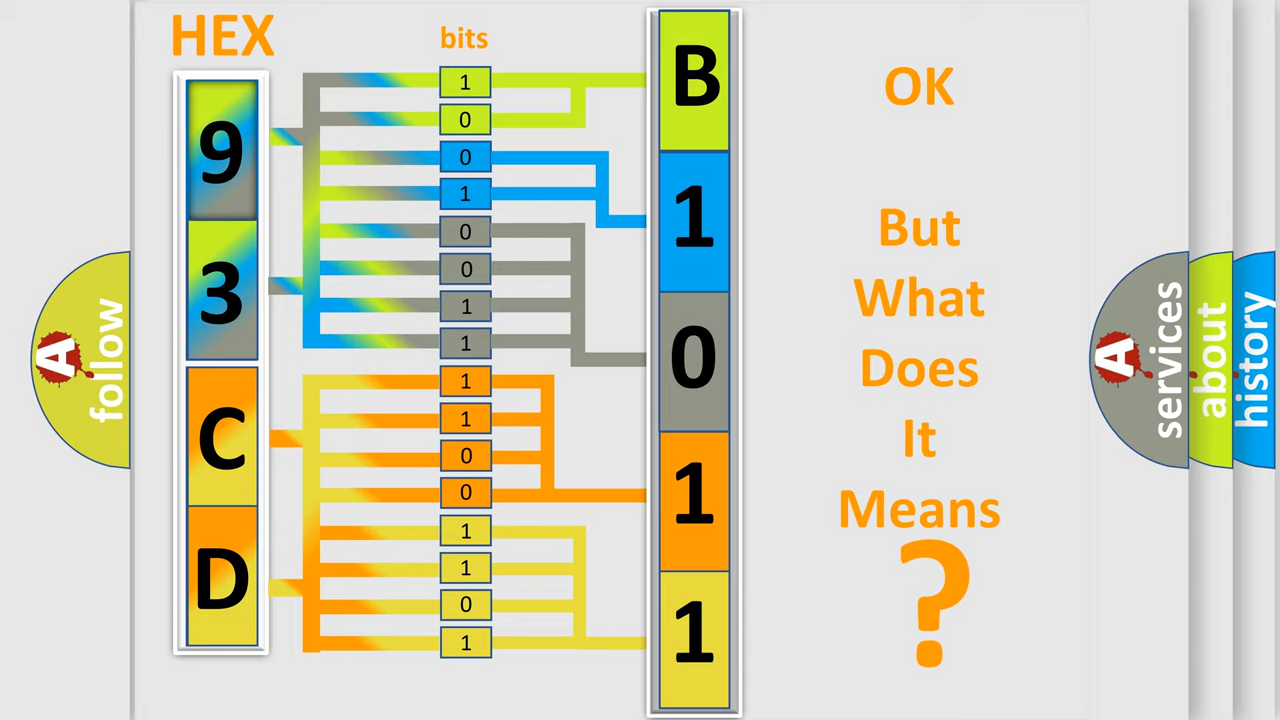 HEX
bits
9
3
C
D
1
0
0
1
0
0
1
1
1
1
0
0
1
1
0
1
B
1
0
1
1
OK
But
What
Does
It
Means
?
A
follow
A
services
about
history